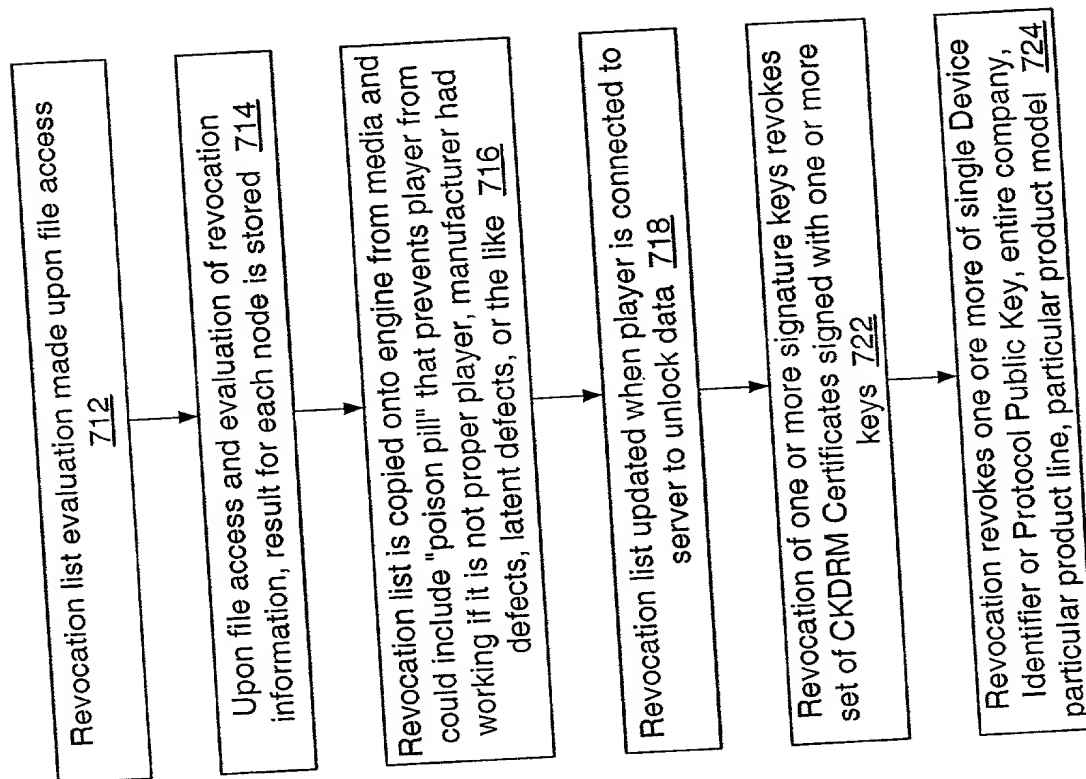 Revocation list evaluation made upon file access
712
Upon file access and evaluation of revocation
information, result for each node is stored 714
Revocation list is copied onto engine from media and
could include "poison pill" that prevents player from
working if it is not proper player, manufacturer had
defects, latent defects, or the like 716
Revocation list updated when player is connected to
server to unlock data 718
Revocation of one or more signature keys revokes
set of CKDRM Certificates signed with one or more
keys 722
Revocation revokes one ore more of single Device
Identifier or Protocol Public Key, entire company,
particular product line, particular product model 724